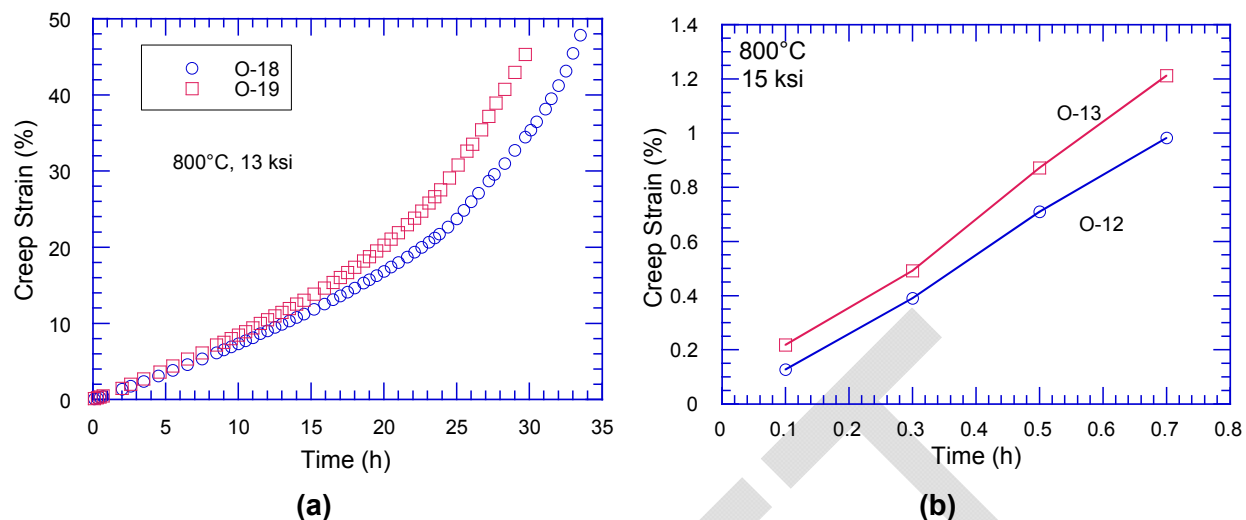 50
40
30
20
10
0
Creep Strain (%)
O-18
O-19
800°C, 13 ksi
0 5 10 15 20 25 30 35
Time (h)
(a)
1.4
1.2
1
0.8
0.6
0.4
0.2
0
Creep Strain (%)
800°C
15 ksi
O-13
O-12
0 0.1 0.2 0.3 0.4 0.5 0.6 0.7 0.8
Time (h)
(b)